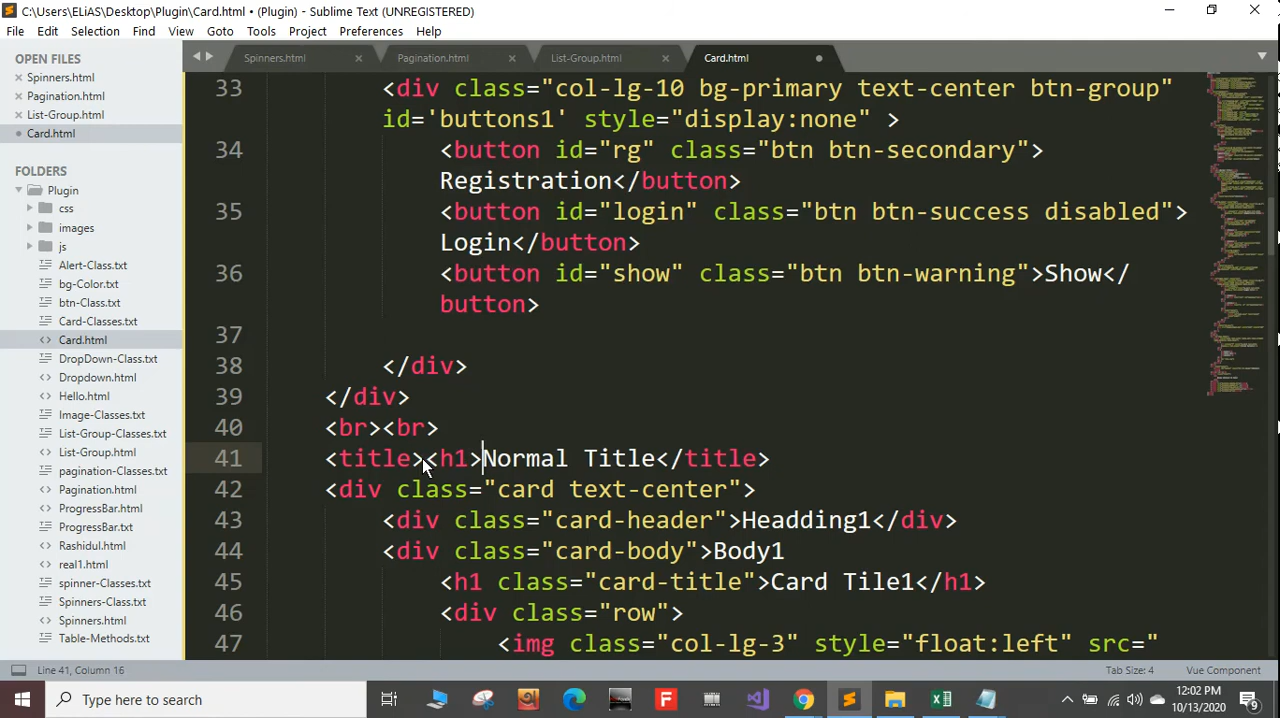 C:\Users\ELiAS\Desktop\Plugin\Card.html • (Plugin) - Sublime Text (UNREGISTERED)
File Edit Selection Find View Goto Tools Project Preferences Help
OPEN FILES
Spinners.html
Pagination.html
List-Group.html
Card.html
FOLDERS
Plugin
css
images
js
Alert-Class.txt
bg-Color.txt
btn-Class.txt
Card-Classes.txt
Card.html
DropDown-Class.txt
Dropdown.html
Hello.html
Image-Classes.txt
List-Group-Classes.txt
List-Group.html
pagination-Classes.txt
Pagination.html
ProgressBar.html
ProgressBar.txt
Rashidul.html
real1.html
spinner-Classes.txt
Spinners-Class.txt
Spinners.html
Table-Methods.txt
Spinners.html Pagination.html List-Group.html Card.html
33 <div class="col-lg-10 bg-primary text-center btn-group"
id='buttons1' style="display:none" >
34 <button id="rg" class="btn btn-secondary">
Registration</button>
35 <button id="login" class="btn btn-success disabled">
Login</button>
36 <button id="show" class="btn btn-warning">Show</
button>
37
38 </div>
39 </div>
40 <br><br>
41 <title><h1>Normal Title</title>
42 <div class="card text-center">
43 <div class="card-header">Headding1</div>
44 <div class="card-body">Body1
45 <h1 class="card-title">Card Tile1</h1>
46 <div class="row">
47 <img class="col-lg-3" style="float:left" src="
Line 41, Column 16 Tab Size: 4 Vue Component
Type here to search
12:02 PM
10/13/2020
9